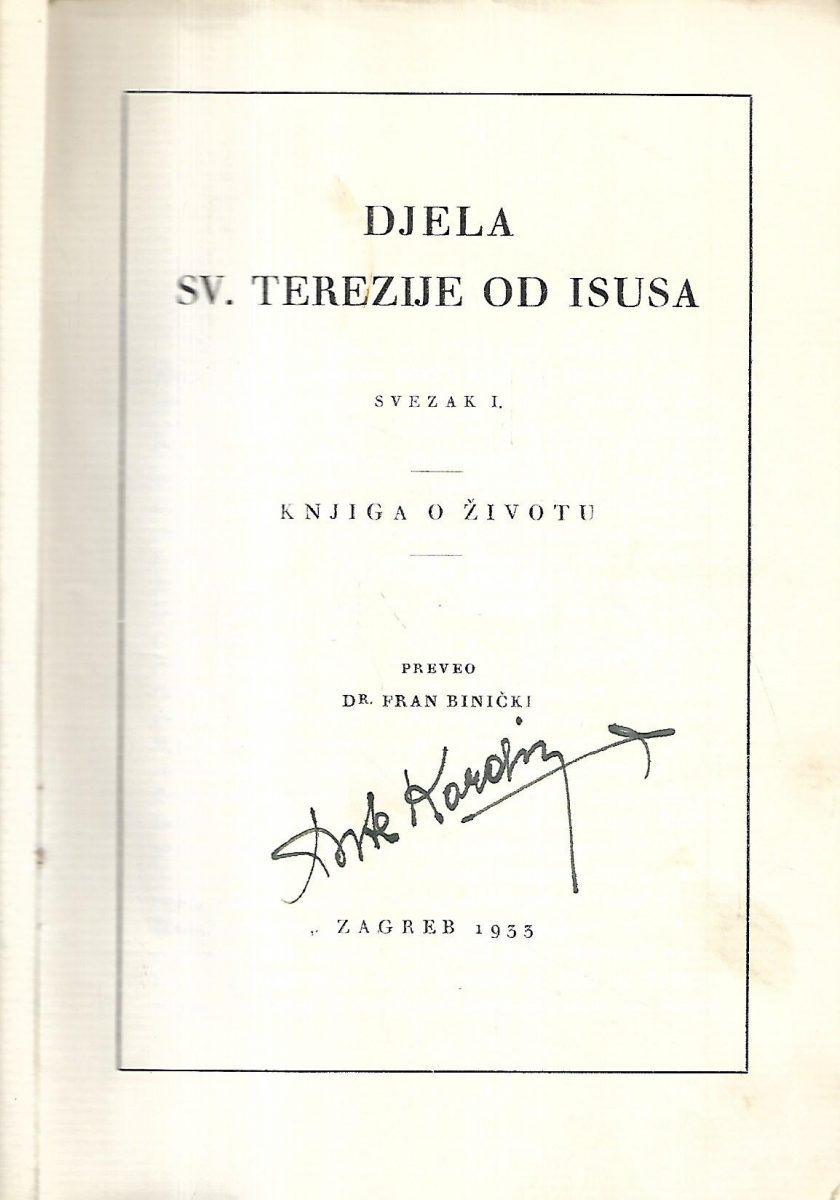 DJELA
SV. TEREZIJE OD ISUSA
SVEZAK I.
KNJIGA O ŽIVOTU
PREVEO
DR. FRAN BINIČKI
ZAGREB 1933